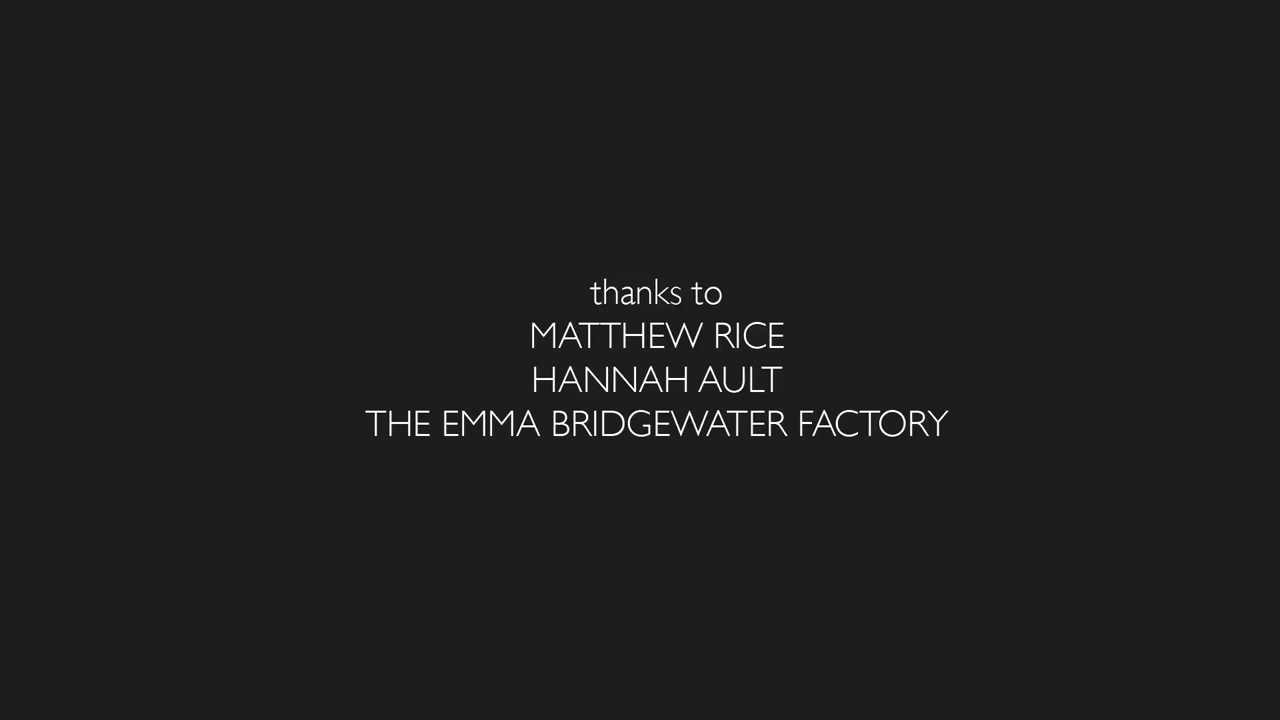 thanks to
MATTHEW RICE
HANNAH AULT
THE EMMA BRIDGEWATER FACTORY